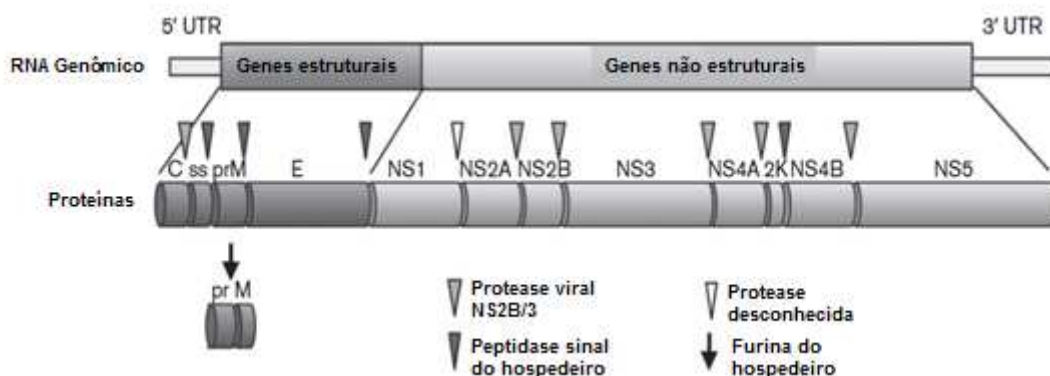 5' UTR
3' UTR
RNA Genômico
Genes estruturais
Genes não estruturais
C ss prM E NS1 NS2A NS2B NS3 NS4A 2K NS4B NS5
Proteínas
pr M
Protease viral
NS2B/3
Protease
desconhecida
Peptidase sinal
do hospedeiro
Furina do
hospedeiro